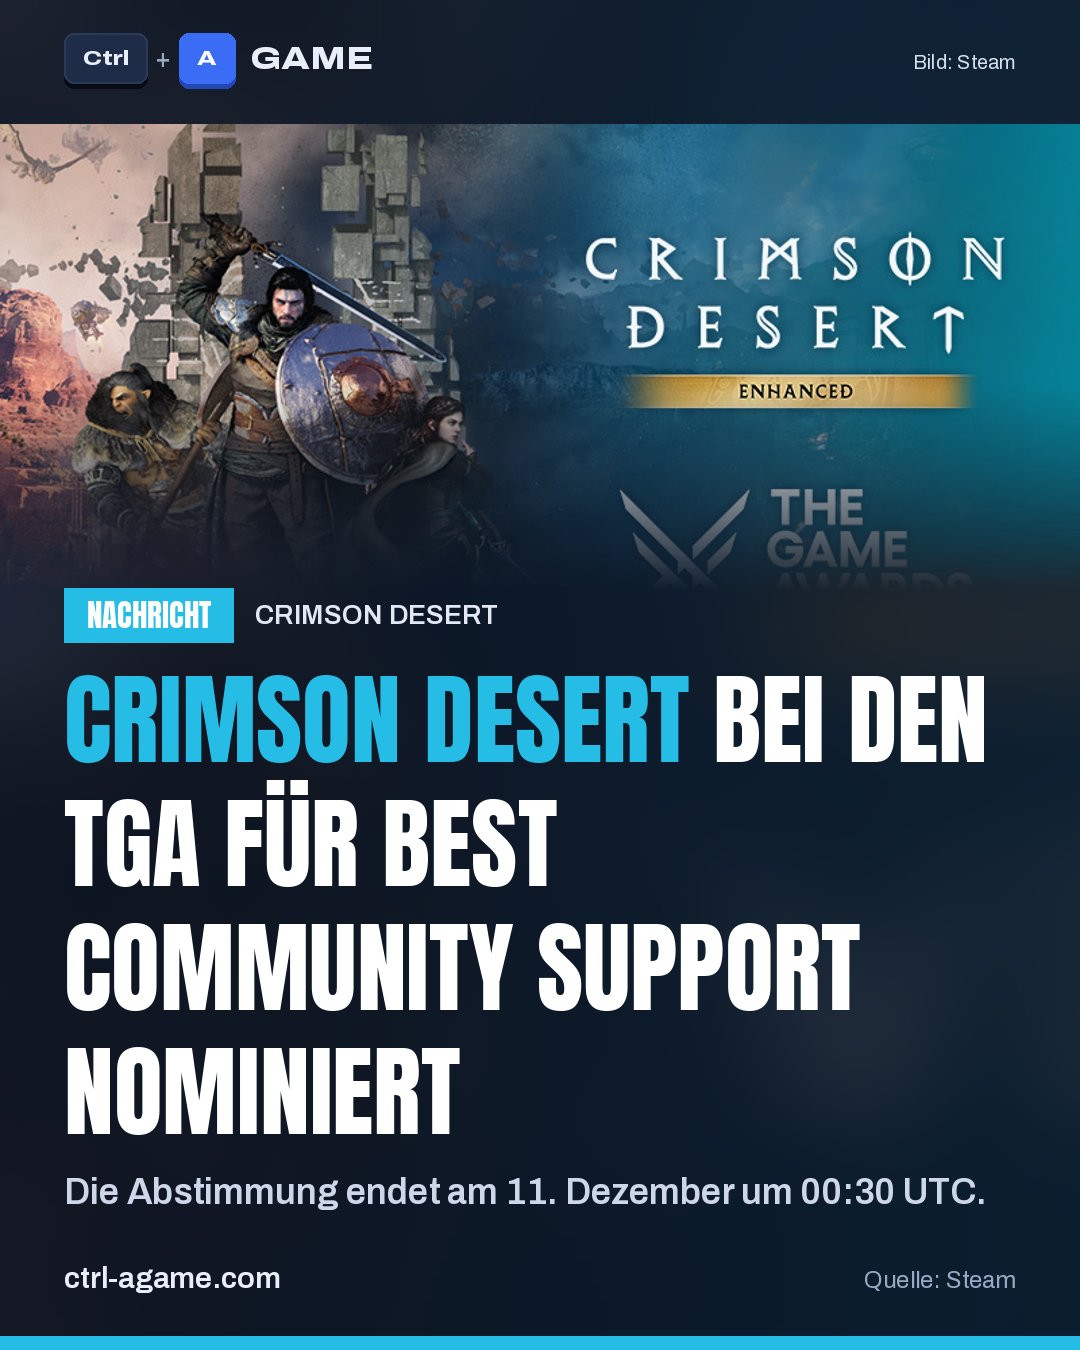 Ctrl + A GAME
Bild: Steam
CRIMSON
DESERT
ENHANCED
THE
GAME
AWARDS
NACHRICHT CRIMSON DESERT
CRIMSON DESERT BEI DEN
TGA FÜR BEST
COMMUNITY SUPPORT
NOMINIERT
Die Abstimmung endet am 11. Dezember um 00:30 UTC.
ctrl-agame.com
Quelle: Steam